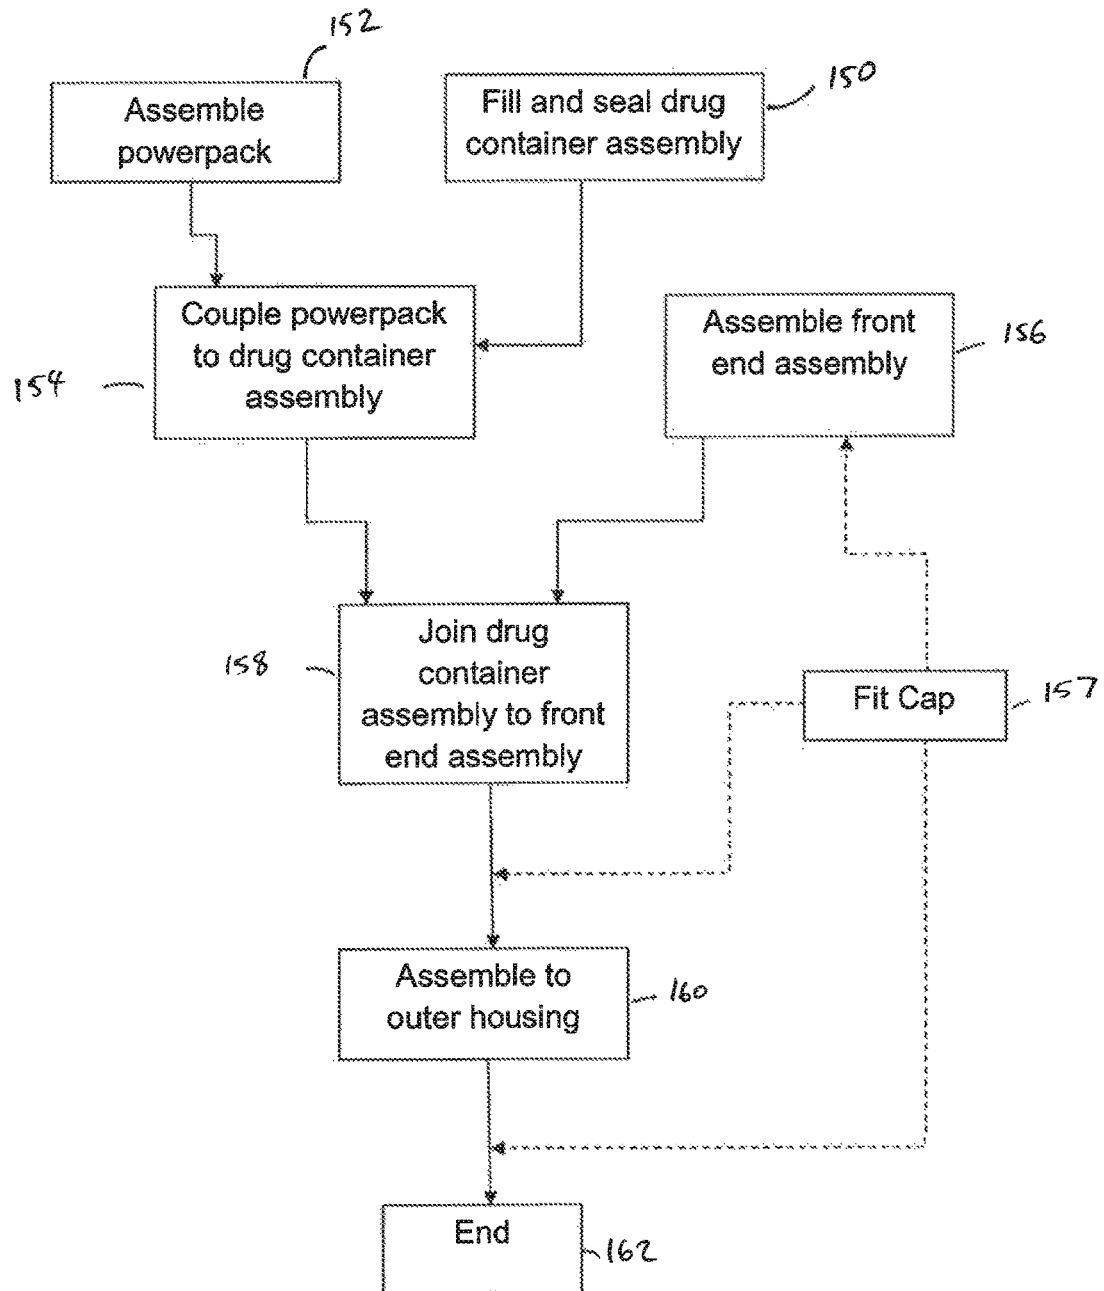 152
Assemble
powerpack
Fill and seal drug
container assembly
150
Couple powerpack
to drug container
assembly
154
Assemble front
end assembly
156
Join drug
container
assembly to front
end assembly
158
Fit Cap
157
Assemble to
outer housing
160
End
162